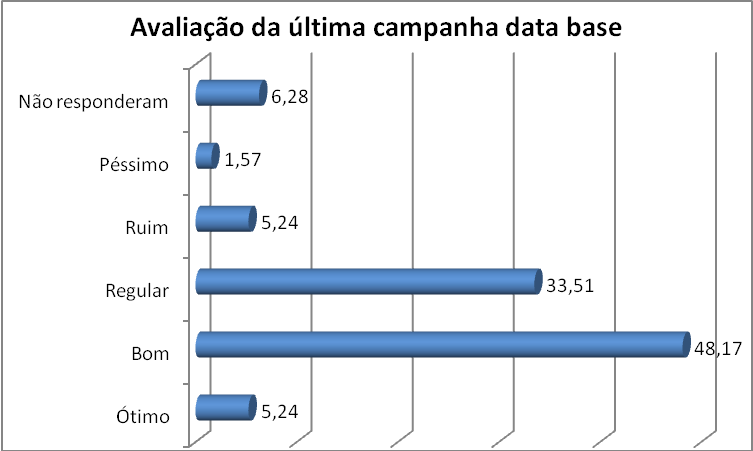 Avaliação da última campanha data base
Não responderam 6,28
Péssimo 1,57
Ruim 5,24
Regular 33,51
Bom 48,17
Ótimo 5,24